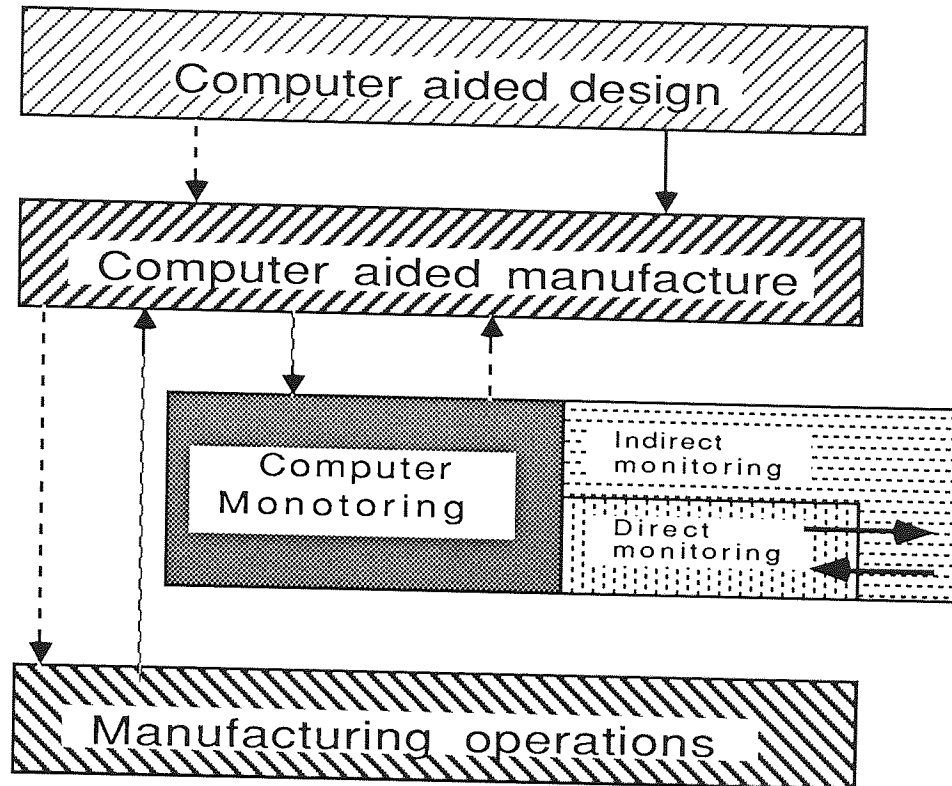 Computer aided design
Computer aided manufacture
Computer
Monotoring
Indirect
monitoring
Direct
monitoring
Manufacturing operations